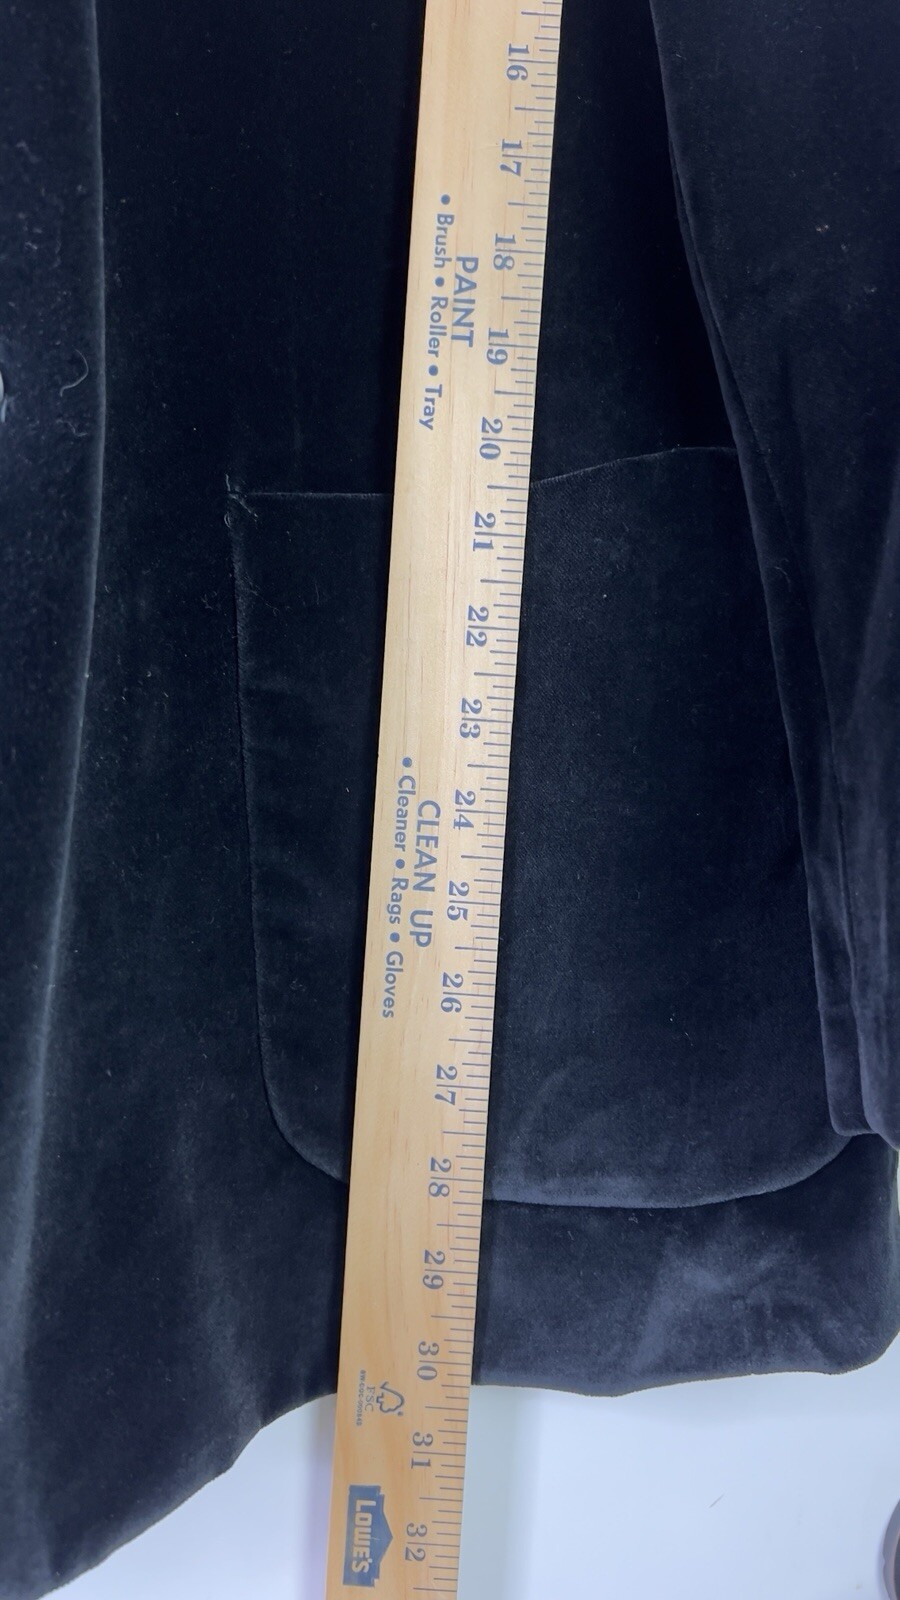 16
17
18
19
20
21
22
23
24
25
26
27
28
29
30
31
32
PAINT
• Brush • Roller • Tray
CLEAN UP
• Cleaner • Rags • Gloves
FSC
LOWE'S